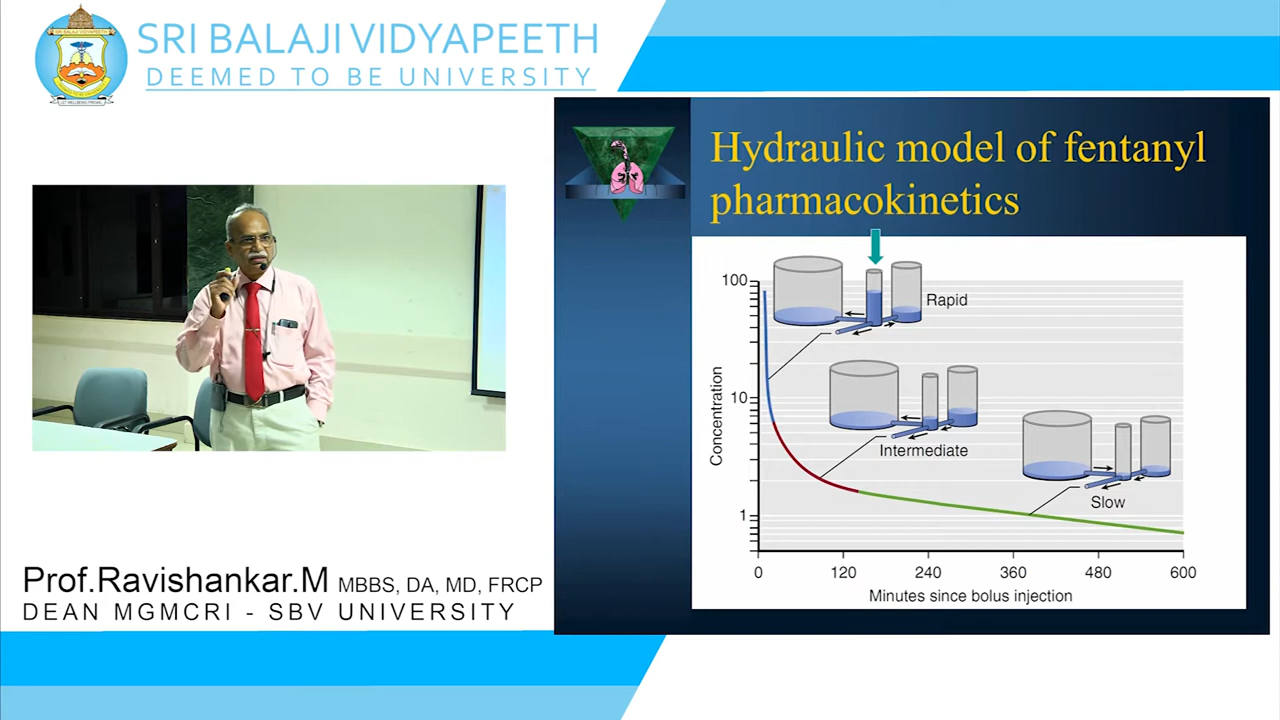 SRI BALAJI VIDYAPEETH
DEEMED TO BE UNIVERSITY
Hydraulic model of fentanyl
pharmacokinetics
Concentration
100
10
1
Rapid
Intermediate
Slow
0 120 240 360 480 600
Minutes since bolus injection
Prof.Ravishankar.M MBBS, DA, MD, FRCP
DEAN MGMCRI - SBV UNIVERSITY